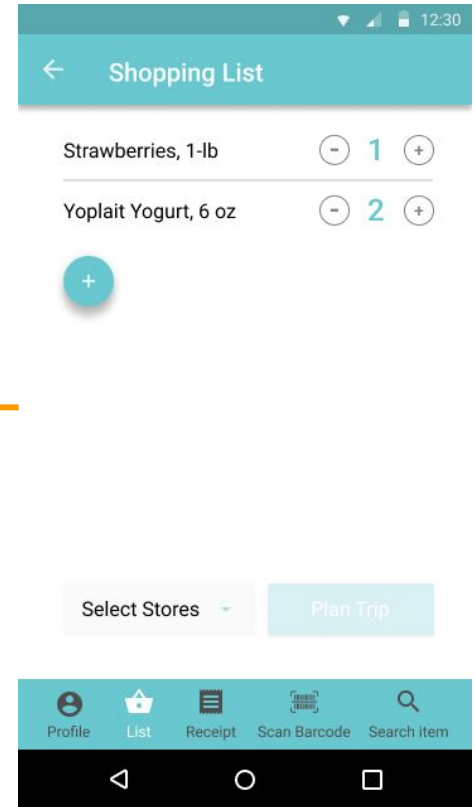 12:30
Shopping List
Strawberries, 1-lb - 1 +
Yoplait Yogurt, 6 oz - 2 +
+
Select Stores Plan Trip
Profile List Receipt Scan Barcode Search item